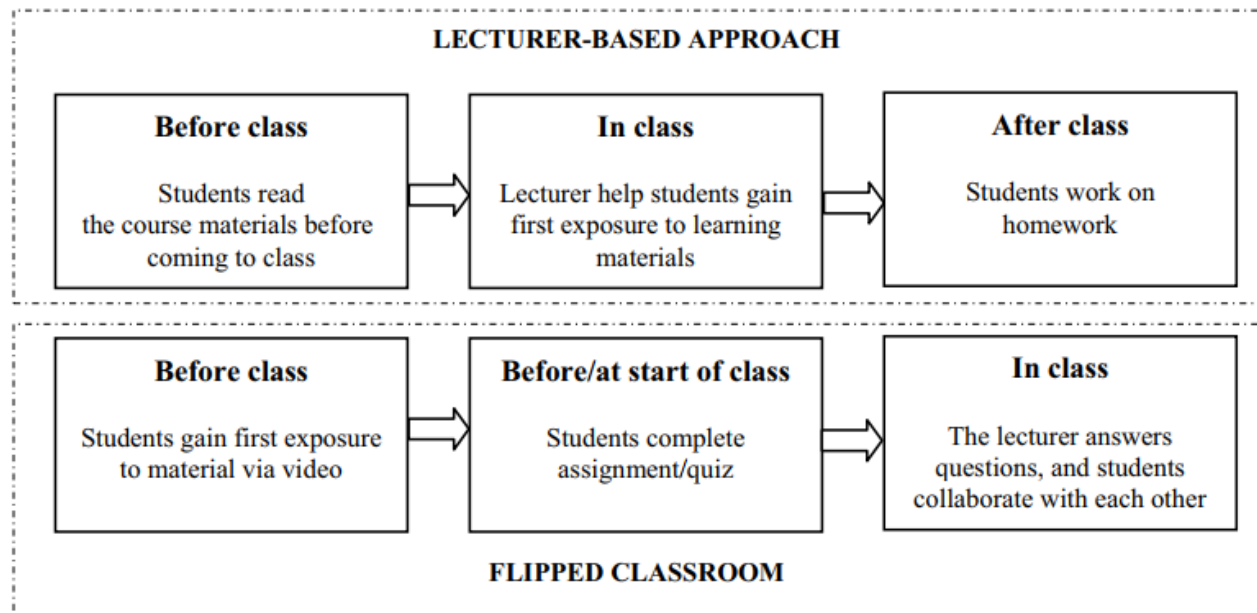 LECTURER-BASED APPROACH
Before class
Students read
the course materials before
coming to class
In class
Lecturer help students gain
first exposure to learning
materials
After class
Students work on
homework
Before class
Students gain first exposure
to material via video
Before/at start of class
Students complete
assignment/quiz
In class
The lecturer answers
questions, and students
collaborate with each other
FLIPPED CLASSROOM